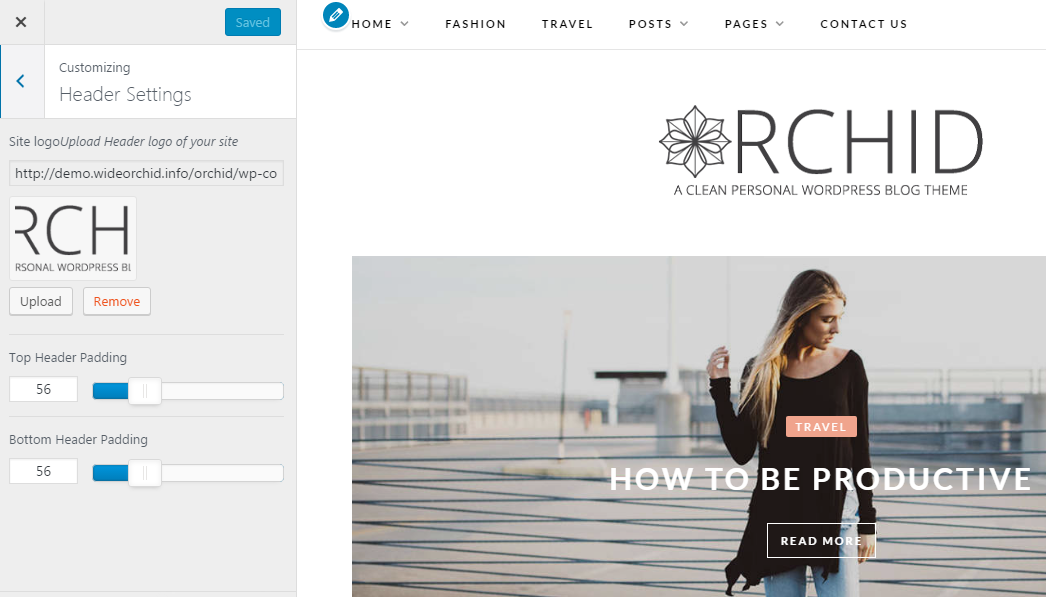 Saved
Customizing
Header Settings
Site logoUpload Header logo of your site
http://demo.wideorchid.info/orchid/wp-co
RCH
RSONAL WORDPRESS BL
Upload
Remove
Top Header Padding
56
Bottom Header Padding
56
HOME FASHION TRAVEL POSTS PAGES CONTACT US
RCHID
A CLEAN PERSONAL WORDPRESS BLOG THEME
TRAVEL
HOW TO BE PRODUCTIVE
READ MORE